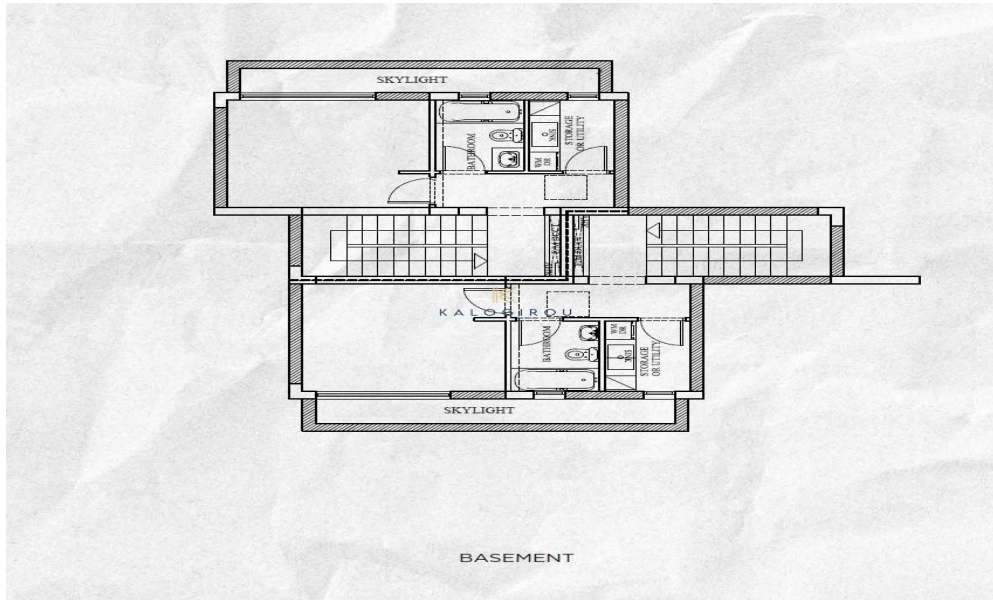 SKYLIGHT
BATHROOM
SINK
STORAGE
OR UTILITY
WM
DR
KALOGIROU
BATHROOM
WM
DR
SINK
STORAGE
OR UTILITY
SKYLIGHT
BASEMENT